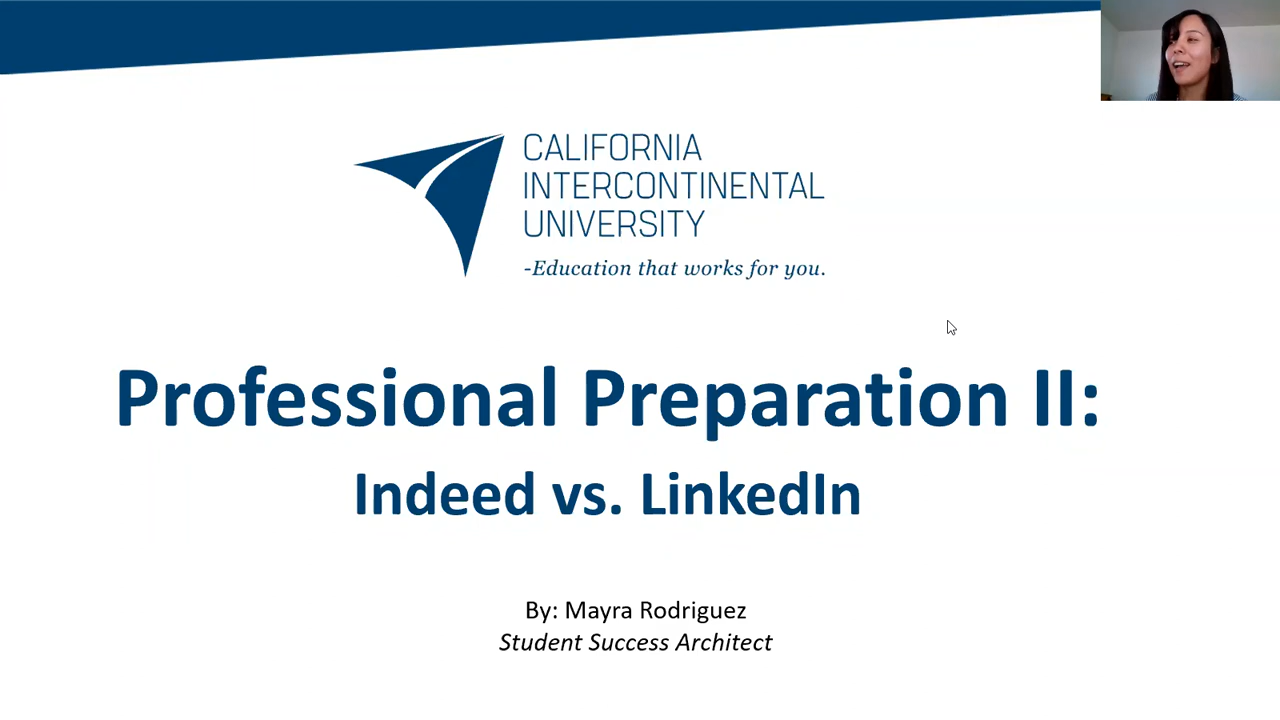 CALIFORNIA
INTERCONTINENTAL
UNIVERSITY
-Education that works for you.
Professional Preparation II:
Indeed vs. LinkedIn
By: Mayra Rodriguez
Student Success Architect